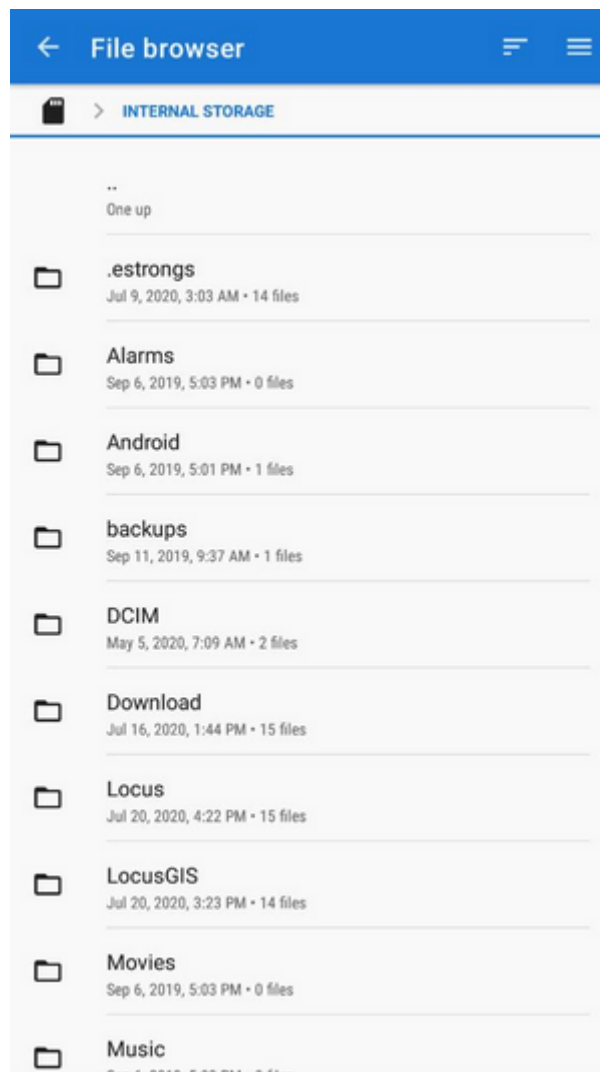 File browser
INTERNAL STORAGE
..
One up
.estrongs
Jul 9, 2020, 3:03 AM • 14 files
Alarms
Sep 6, 2019, 5:03 PM • 0 files
Android
Sep 6, 2019, 5:01 PM • 1 files
backups
Sep 11, 2019, 9:37 AM • 1 files
DCIM
May 5, 2020, 7:09 AM • 2 files
Download
Jul 16, 2020, 1:44 PM • 15 files
Locus
Jul 20, 2020, 4:22 PM • 15 files
LocusGIS
Jul 20, 2020, 3:23 PM • 14 files
Movies
Sep 6, 2019, 5:03 PM • 0 files
Music